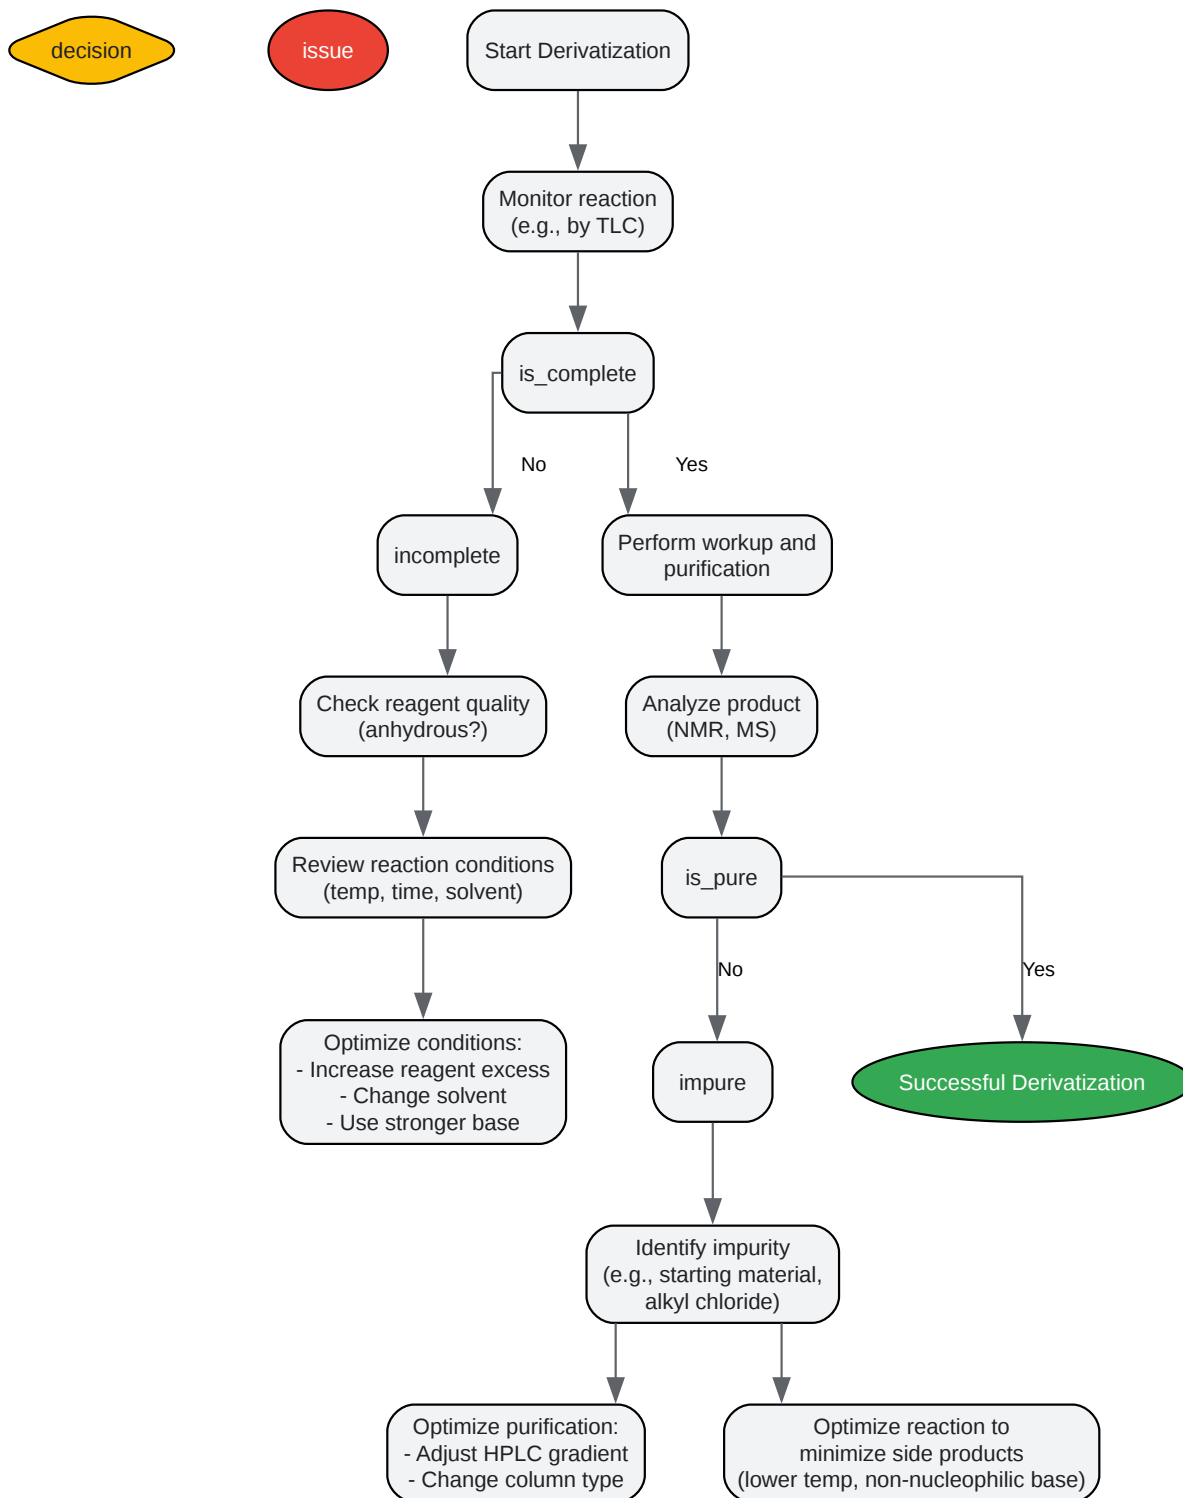 decision
issue
Start Derivatization
Monitor reaction
(e.g., by TLC)
is_complete
No
Yes
incomplete
Perform workup and
purification
Check reagent quality
(anhydrous?)
Analyze product
(NMR, MS)
Review reaction conditions
(temp, time, solvent)
is_pure
No
Yes
Optimize conditions:
- Increase reagent excess
- Change solvent
- Use stronger base
impure
Successful Derivatization
Identify impurity
(e.g., starting material,
alkyl chloride)
Optimize purification:
- Adjust HPLC gradient
- Change column type
Optimize reaction to
minimize side products
(lower temp, non-nucleophilic base)